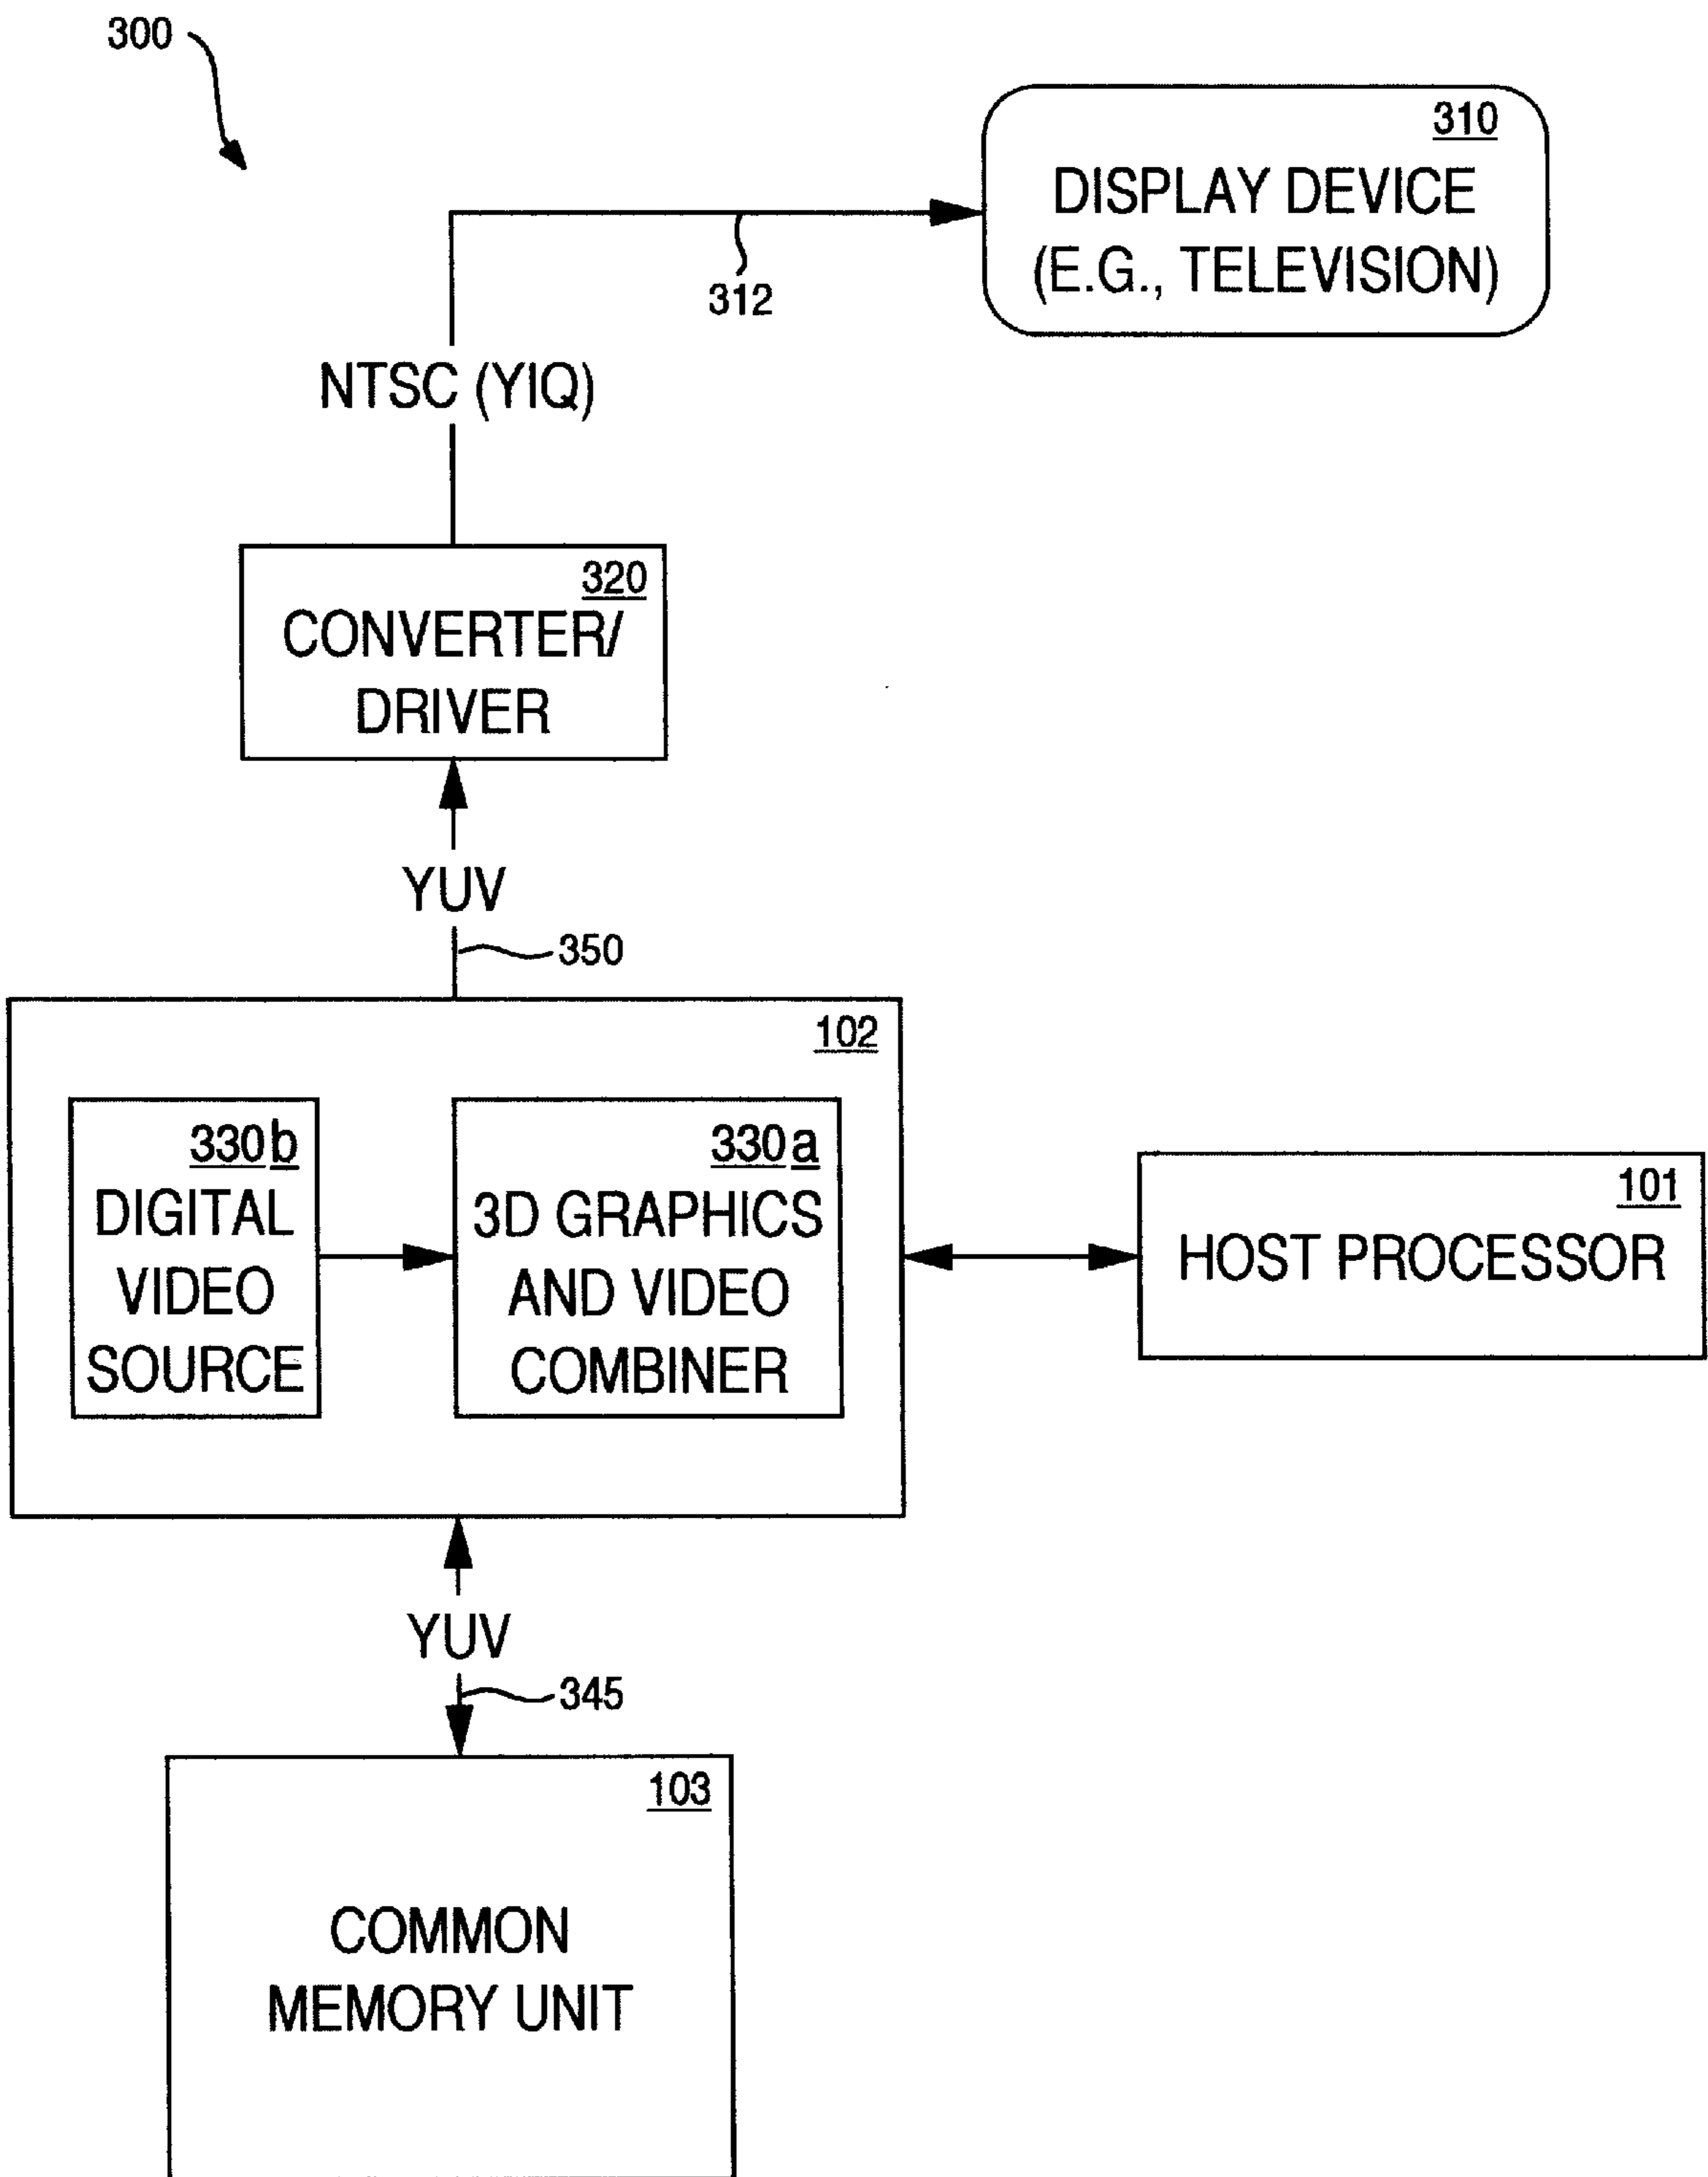 300
310
DISPLAY DEVICE
(E.G., TELEVISION)
312
NTSC (YIQ)
320
CONVERTER/
DRIVER
YUV
350
102
330b
DIGITAL
VIDEO
SOURCE
330a
3D GRAPHICS
AND VIDEO
COMBINER
101
HOST PROCESSOR
YUV
345
103
COMMON
MEMORY UNIT